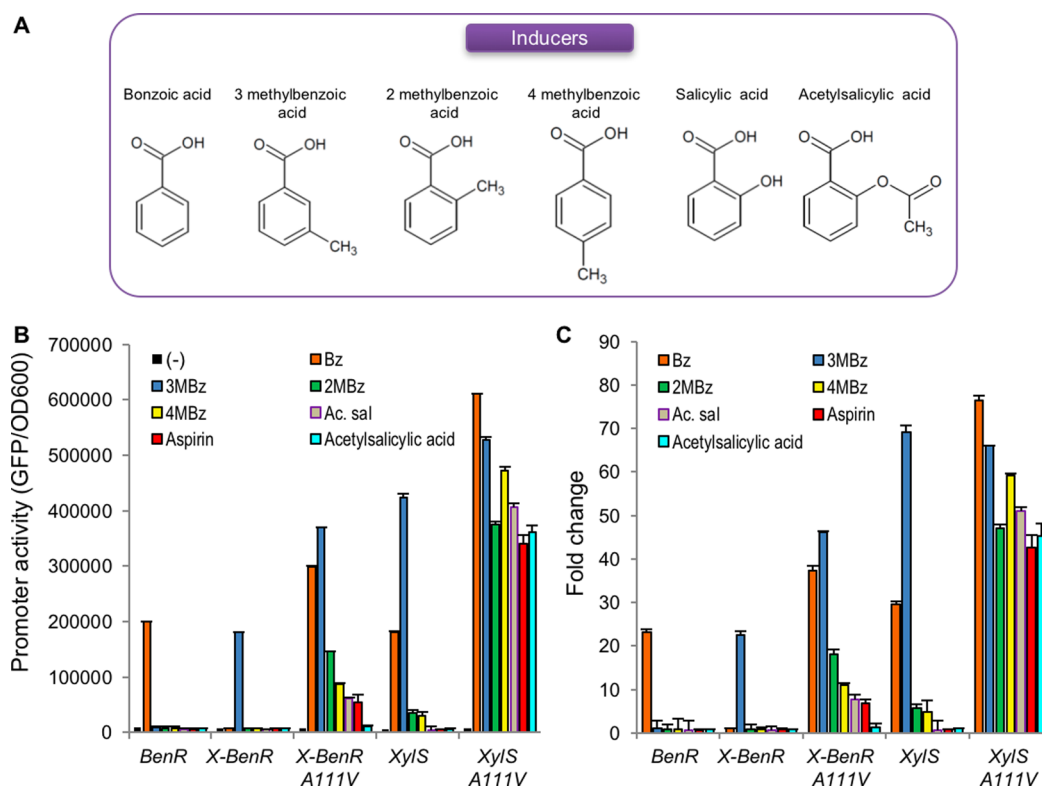 A
Inducers
Bonzoic acid
3 methylbenzoic
acid
2 methylbenzoic
acid
4 methylbenzoic
acid
Salicylic acid
Acetylsalicylic acid
O OH
O OH
CH3
O OH
CH3
O OH
CH3
O OH
OH
O OH
O O
CH3
B
Promoter activity (GFP/OD600)
700000
600000
500000
400000
300000
200000
100000
0
(-) Bz
3MBz 2MBz
4MBz Ac. sal
Aspirin Acetylsalicylic acid
BenR X-BenR X-BenR XylS XylS
A111V A111V
C
Fold change
90
80
70
60
50
40
30
20
10
0
Bz 3MBz
2MBz 4MBz
Ac. sal Aspirin
Acetylsalicylic acid
BenR X-BenR X-BenR XylS XylS
A111V A111V